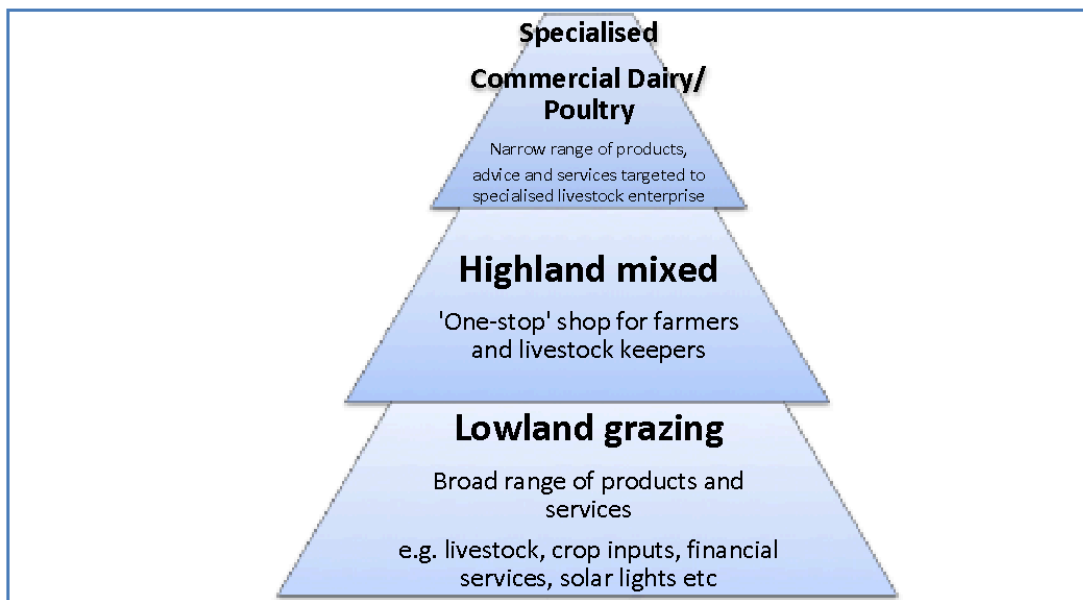 Specialised
Commercial Dairy/
Poultry
Narrow range of products,
advice and services targeted to
specialised livestock enterprise
Highland mixed
'One-stop' shop for farmers
and livestock keepers
Lowland grazing
Broad range of products and
services
e.g. livestock, crop inputs, financial
services, solar lights etc